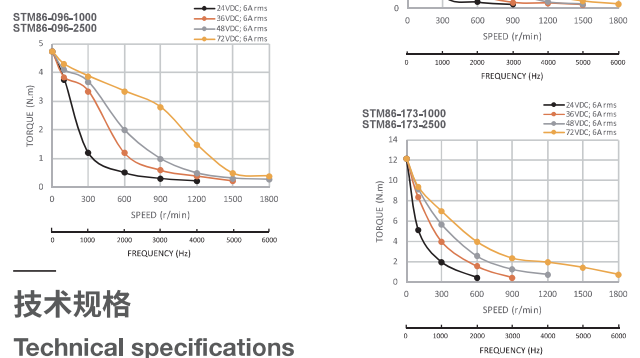 STM86-096-1000
STM86-096-2500
24VDC; 6A rms
36VDC; 6A rms
48VDC; 6A rms
72VDC; 6A rms
TORQUE (N.m)
5
4
3
2
1
0
0 300 600 900 1200 1500 1800
SPEED (r/min)
0 1000 2000 3000 4000 5000 6000
FREQUENCY (Hz)
技术规格
Technical specifications
0
0 300 600 900 1200 1500 1800
SPEED (r/min)
0 1000 2000 3000 4000 5000 6000
FREQUENCY (Hz)
STM86-173-1000
STM86-173-2500
24VDC; 6A rms
36VDC; 6A rms
48VDC; 6A rms
72VDC; 6A rms
TORQUE (N.m)
14
12
10
8
6
4
2
0
0 300 600 900 1200 1500 1800
SPEED (r/min)
0 1000 2000 3000 4000 5000 6000
FREQUENCY (Hz)